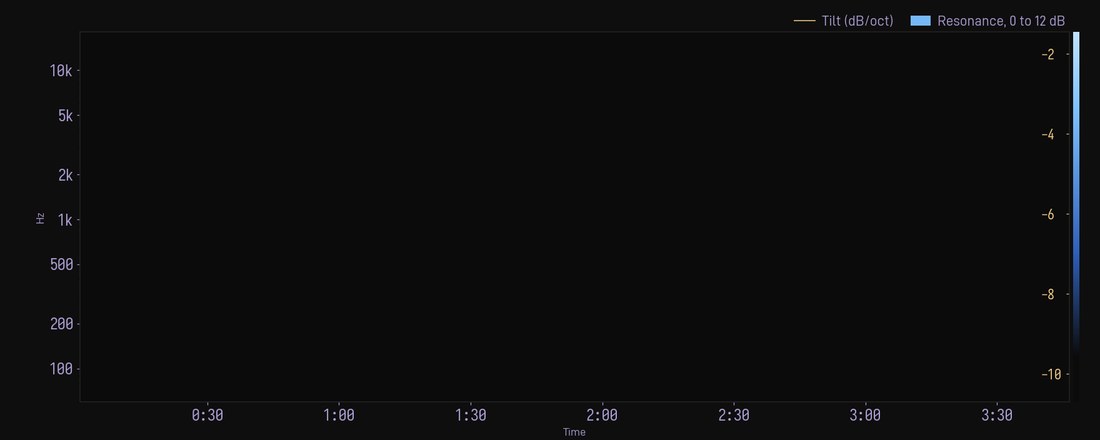 Tilt (dB/oct) Resonance, 0 to 12 dB
10k
5k
2k
1k
500
200
100
Hz
−2
−4
−6
−8
−10
0:30 1:00 1:30 2:00 2:30 3:00 3:30
Time